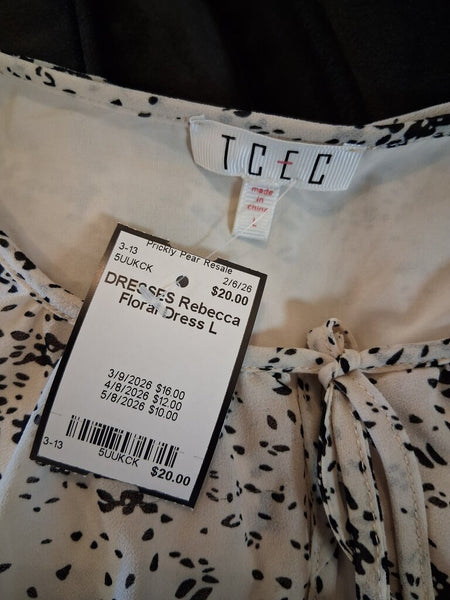 TCEC
made
in
china
L
Prickly Pear Resale
3-13
5UUKCK
2/6/26
$20.00
DRESSES Rebecca
Floral Dress L
3/9/2026 $16.00
4/8/2026 $12.00
5/8/2026 $10.00
3-13
5UUKCK
$20.00